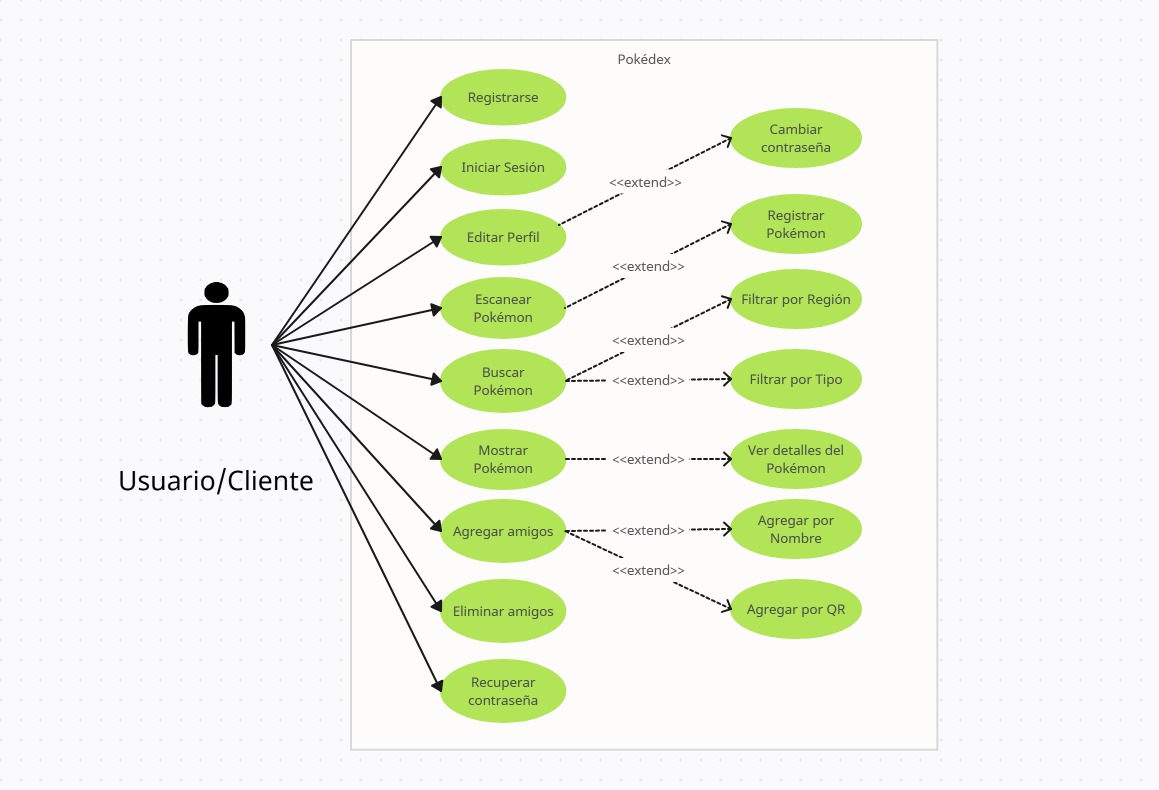 Pokédex
Registrarse
Iniciar Sesión
Editar Perfil
Escanear
Pokémon
Buscar
Pokémon
Mostrar
Pokémon
Agregar amigos
Eliminar amigos
Recuperar
contraseña
<<extend>>
<<extend>>
<<extend>>
<<extend>>
<<extend>>
<<extend>>
<<extend>>
Cambiar
contraseña
Registrar
Pokémon
Filtrar por Región
Filtrar por Tipo
Ver detalles del
Pokémon
Agregar por
Nombre
Agregar por QR
Usuario/Cliente